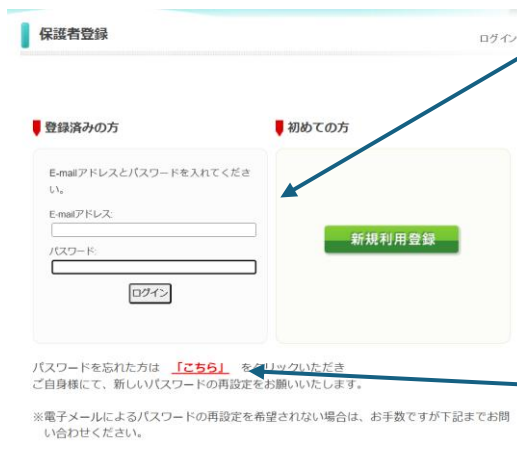 保護者登録
ログイン
登録済みの方
初めての方
E-mailアドレスとパスワードを入れてくださ
い。
E-mailアドレス:
パスワード:
ログイン
新規利用登録
パスワードを忘れた方は 「こちら」 をクリックいただき
ご自身様にて、新しいパスワードの再設定をお願いいたします。
※電子メールによるパスワードの再設定を希望されない場合は、お手数ですが下記までお問
い合わせください。